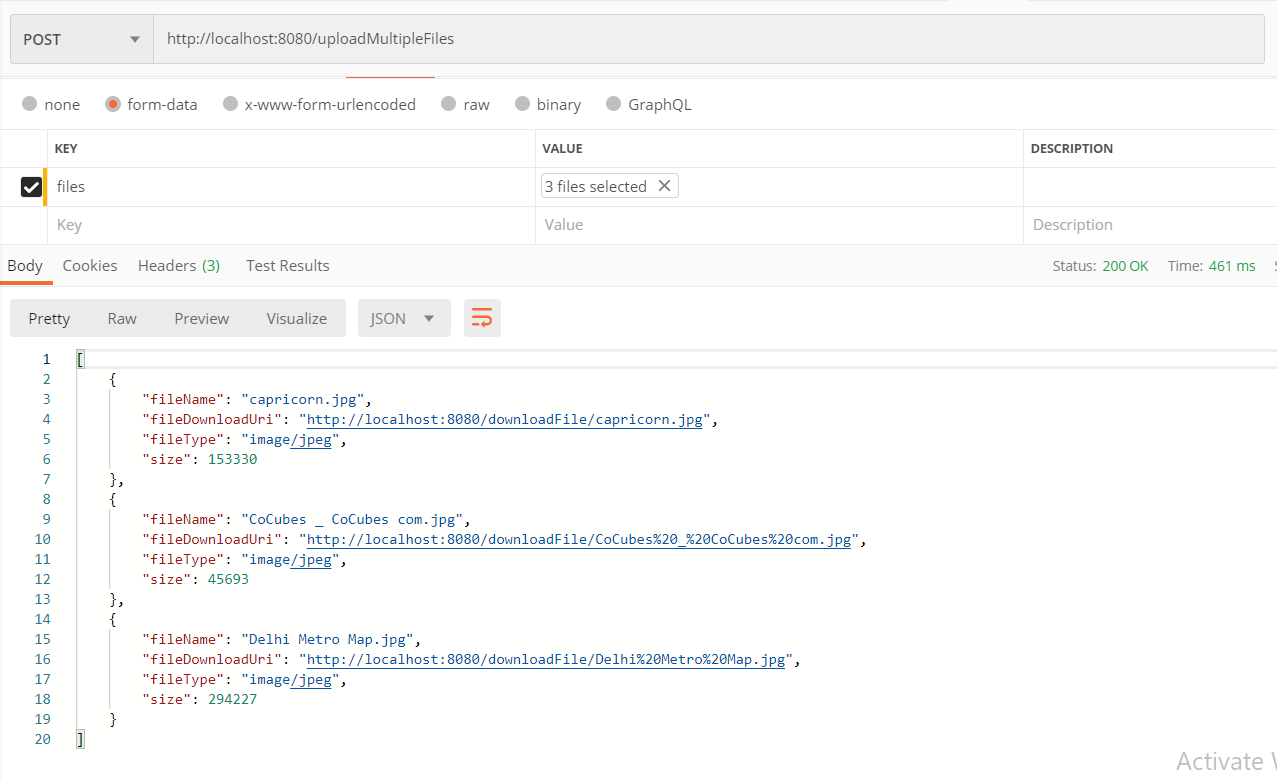 POST http://localhost:8080/uploadMultipleFiles
none form-data x-www-form-urlencoded raw binary GraphQL
KEY VALUE DESCRIPTION
files 3 files selected ✕
Key Value Description
Body Cookies Headers (3) Test Results Status: 200 OK Time: 461 ms
Pretty Raw Preview Visualize JSON
1 [
2 {
3 "fileName": "capricorn.jpg",
4 "fileDownloadUri": "http://localhost:8080/downloadFile/capricorn.jpg",
5 "fileType": "image/jpeg",
6 "size": 153330
7 },
8 {
9 "fileName": "CoCubes _ CoCubes com.jpg",
10 "fileDownloadUri": "http://localhost:8080/downloadFile/CoCubes%20_%20CoCubes%20com.jpg",
11 "fileType": "image/jpeg",
12 "size": 45693
13 },
14 {
15 "fileName": "Delhi Metro Map.jpg",
16 "fileDownloadUri": "http://localhost:8080/downloadFile/Delhi%20Metro%20Map.jpg",
17 "fileType": "image/jpeg",
18 "size": 294227
19 }
20 ]
Activate